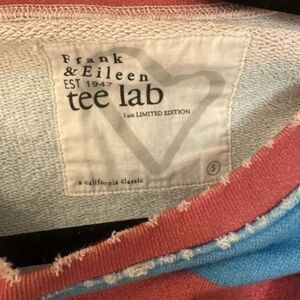 Frank
& Eileen
EST 1947
tee lab
I am LIMITED EDITION
S
a california classic